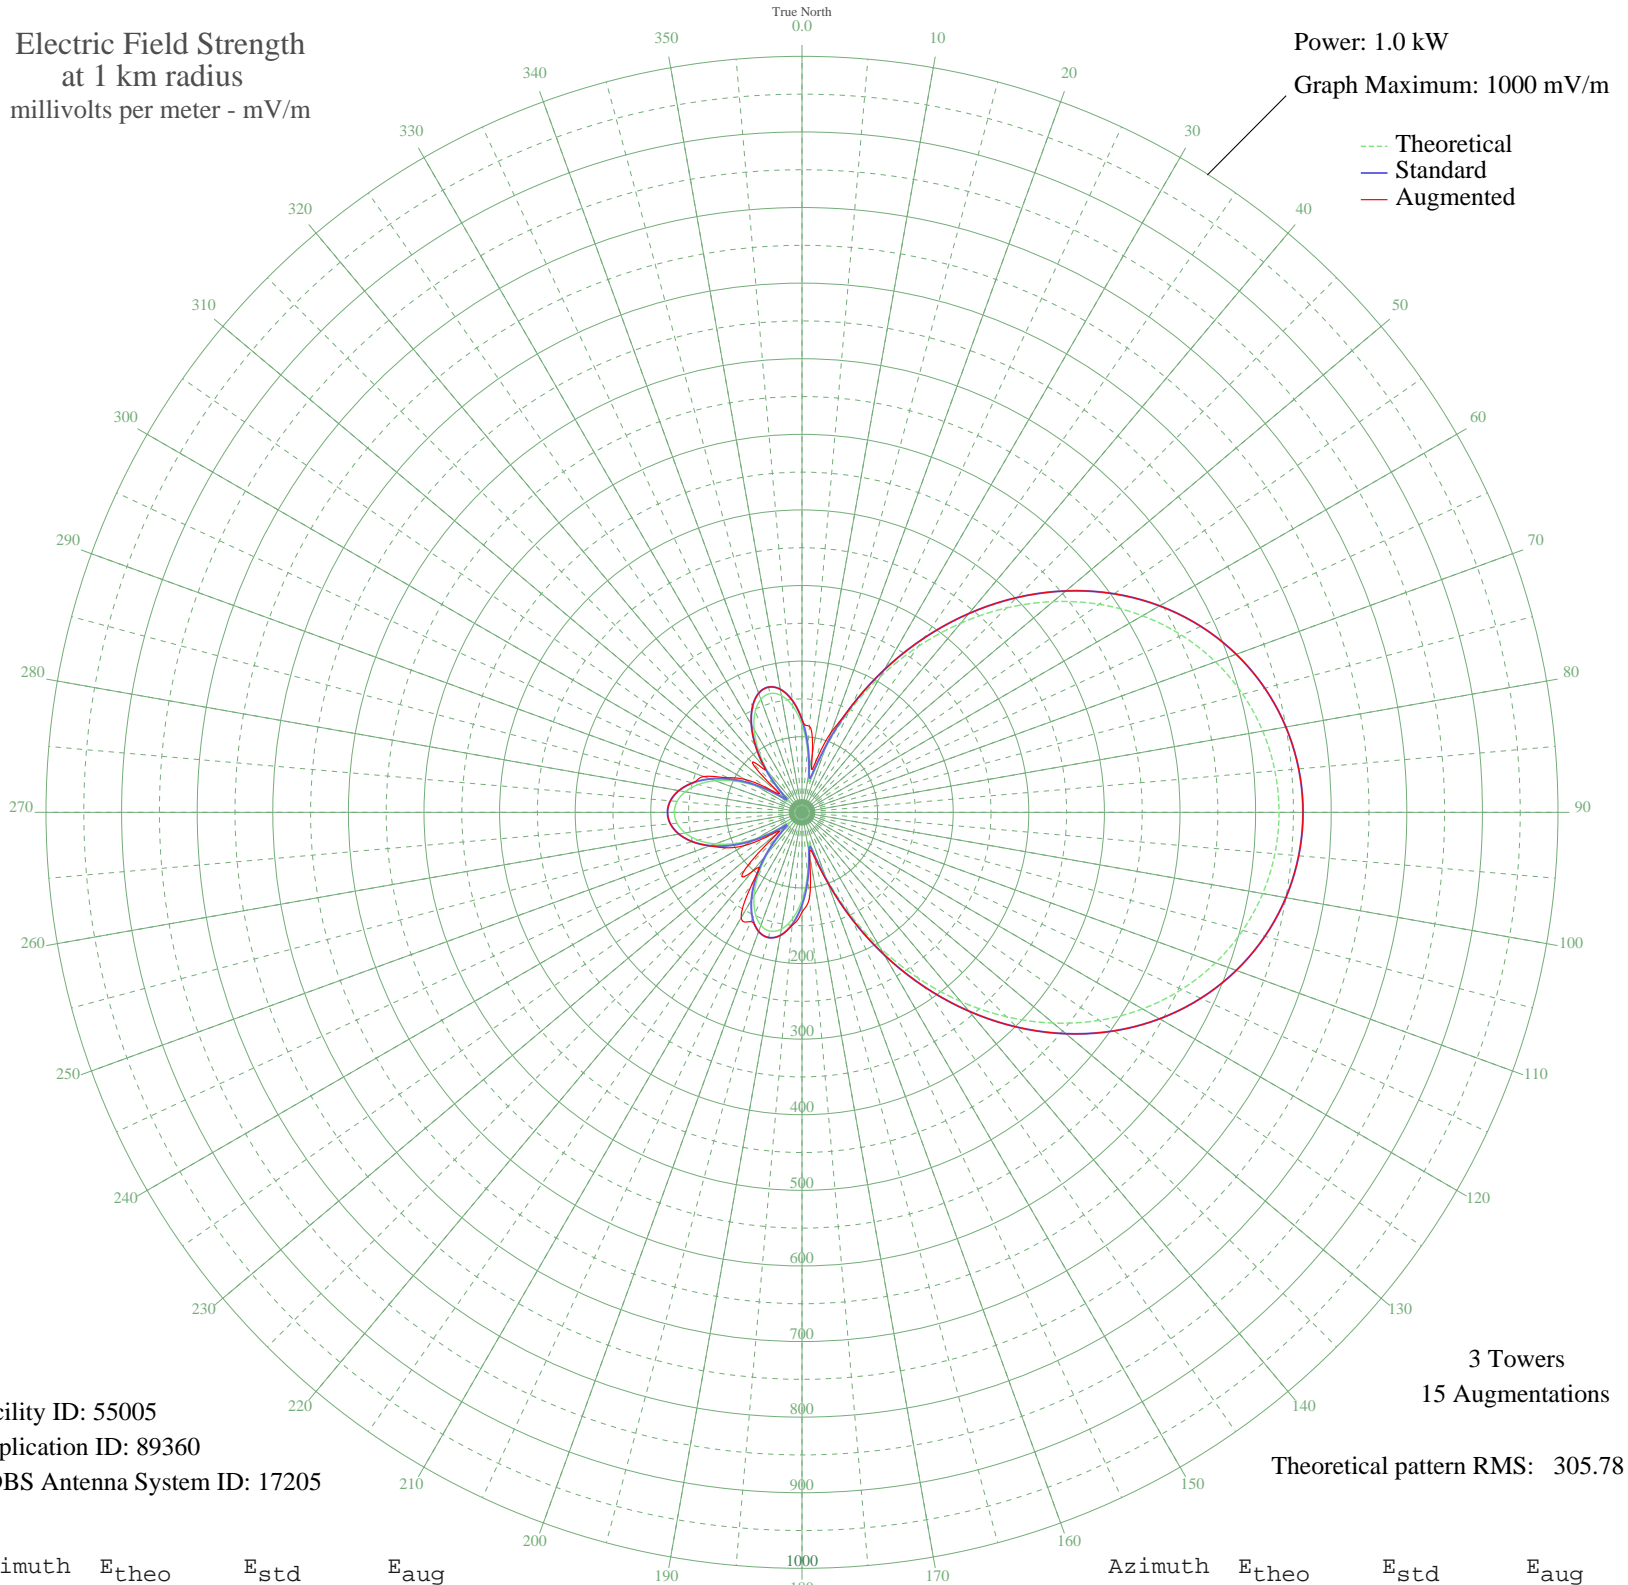 True North
0.0
Electric Field Strength
at 1 km radius
millivolts per meter - mV/m
Power: 1.0 kW
Graph Maximum: 1000 mV/m
Theoretical
Standard
Augmented
10
20
30
40
50
60
70
80
90
100
110
120
130
140
150
160
170
190
200
210
220
230
240
250
260
270
280
290
300
310
320
330
340
350
200
300
400
500
600
700
800
900
1000
3 Towers
15 Augmentations
Theoretical pattern RMS: 305.78
cility ID: 55005
plication ID: 89360
DBS Antenna System ID: 17205
imuth Etheo Estd Eaug
Azimuth Etheo Estd Eaug